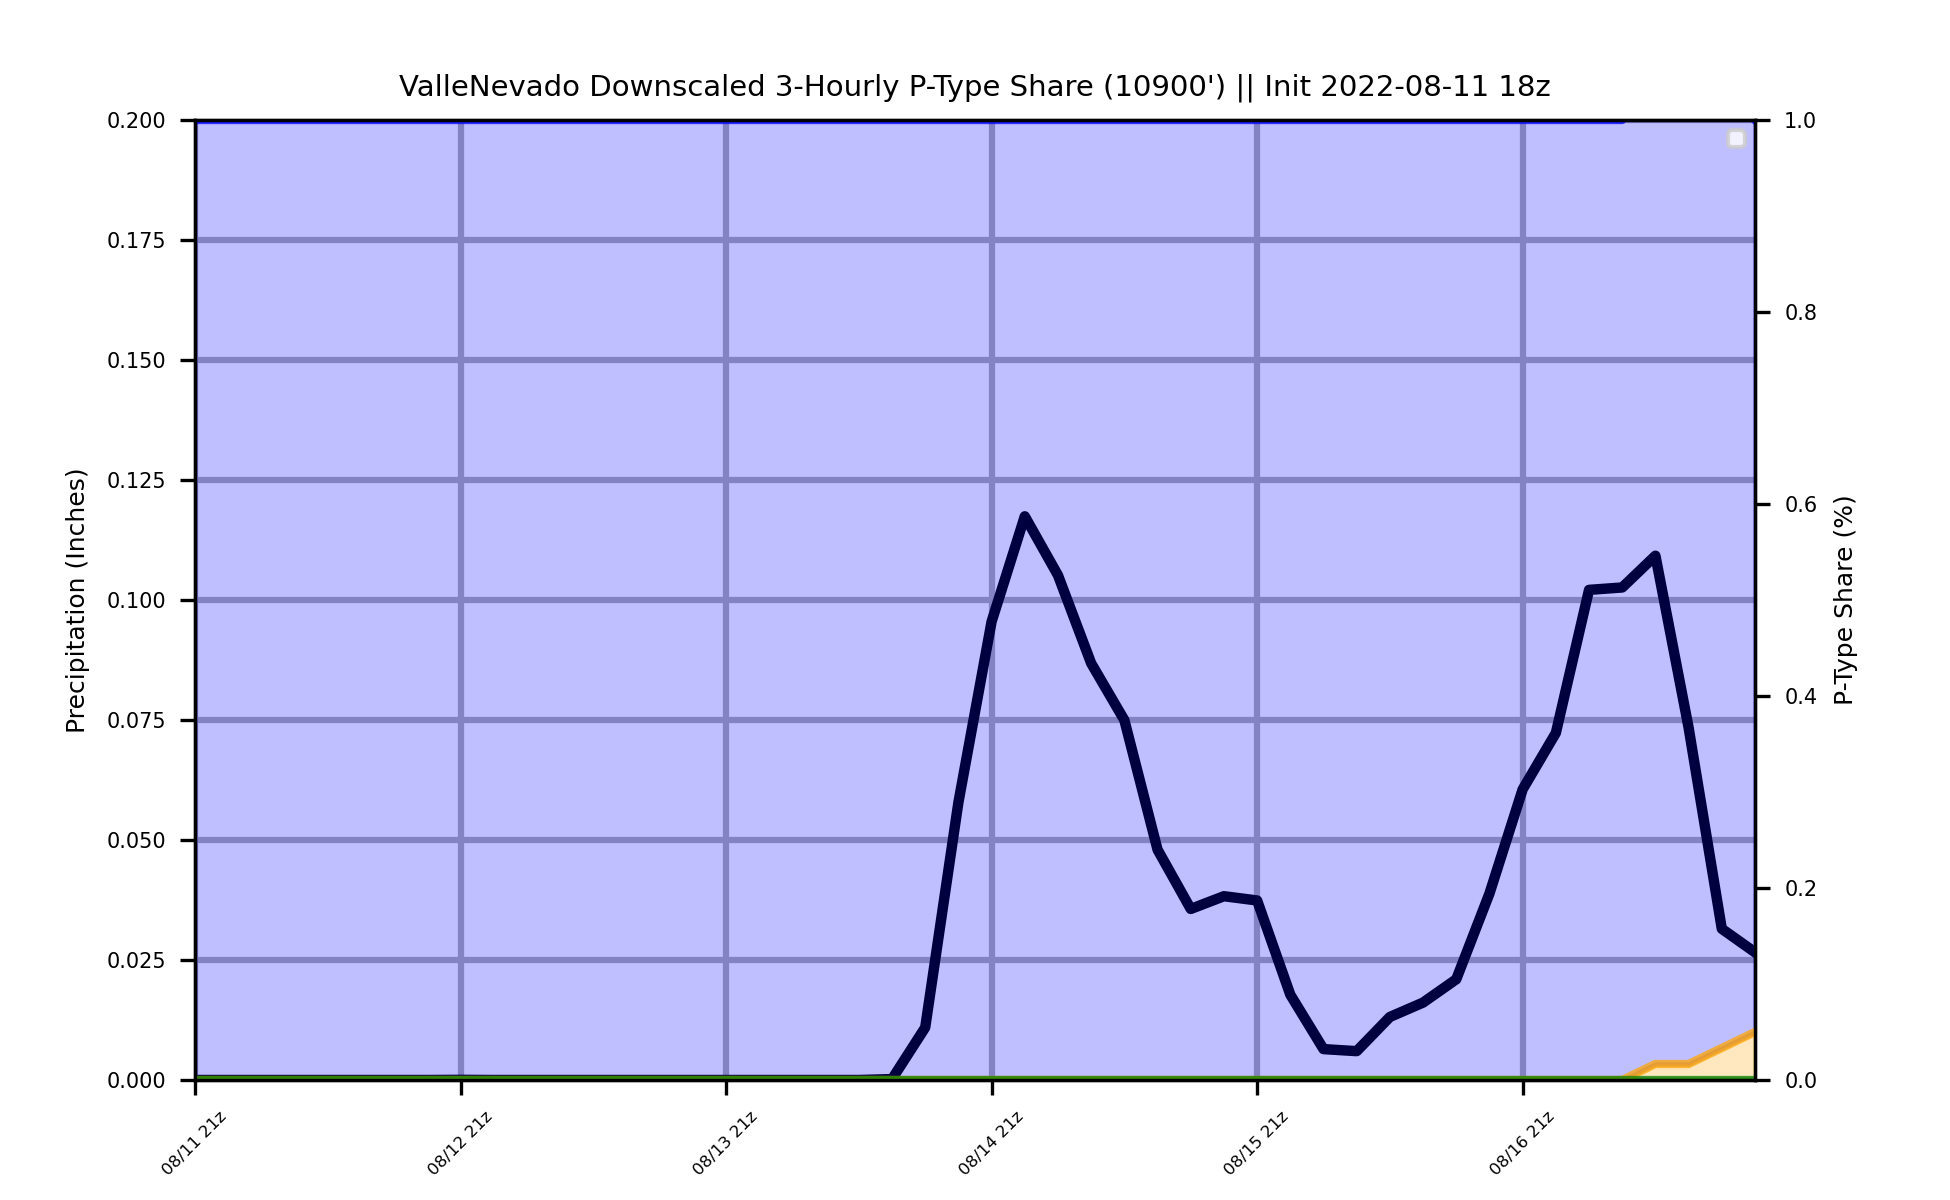 ValleNevado Downscaled 3-Hourly P-Type Share (10900') || Init 2022-08-11 18z
Precipitation (Inches)
0.200
0.175
0.150
0.125
0.100
0.075
0.050
0.025
0.000
1.0
0.8
0.6
0.4
0.2
0.0
P-Type Share (%)
08/11 21z
08/12 21z
08/13 21z
08/14 21z
08/15 21z
08/16 21z